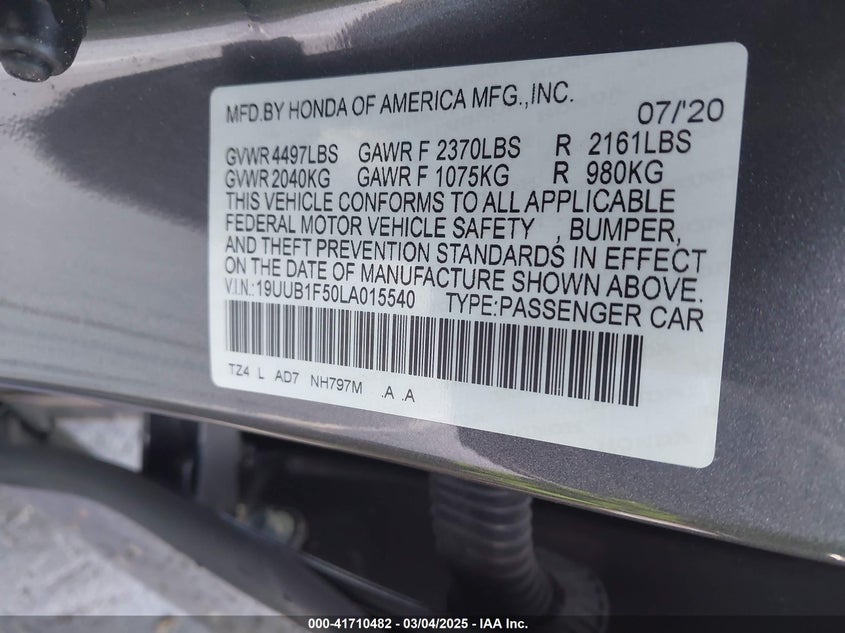 MFD.BY HONDA OF AMERICA MFG.,INC. 07/'20
GVWR 4497LBS GAWR F 2370LBS R 2161LBS
GVWR 2040KG GAWR F 1075KG R 980KG
THIS VEHICLE CONFORMS TO ALL APPLICABLE
FEDERAL MOTOR VEHICLE SAFETY , BUMPER,
AND THEFT PREVENTION STANDARDS IN EFFECT
ON THE DATE OF MANUFACTURE SHOWN ABOVE.
V.I.N.:19UUB1F50LA015540 TYPE:PASSENGER CAR
TZ4 L AD7 NH797M .A .A
000-41710482 - 03/04/2025 - IAA Inc.